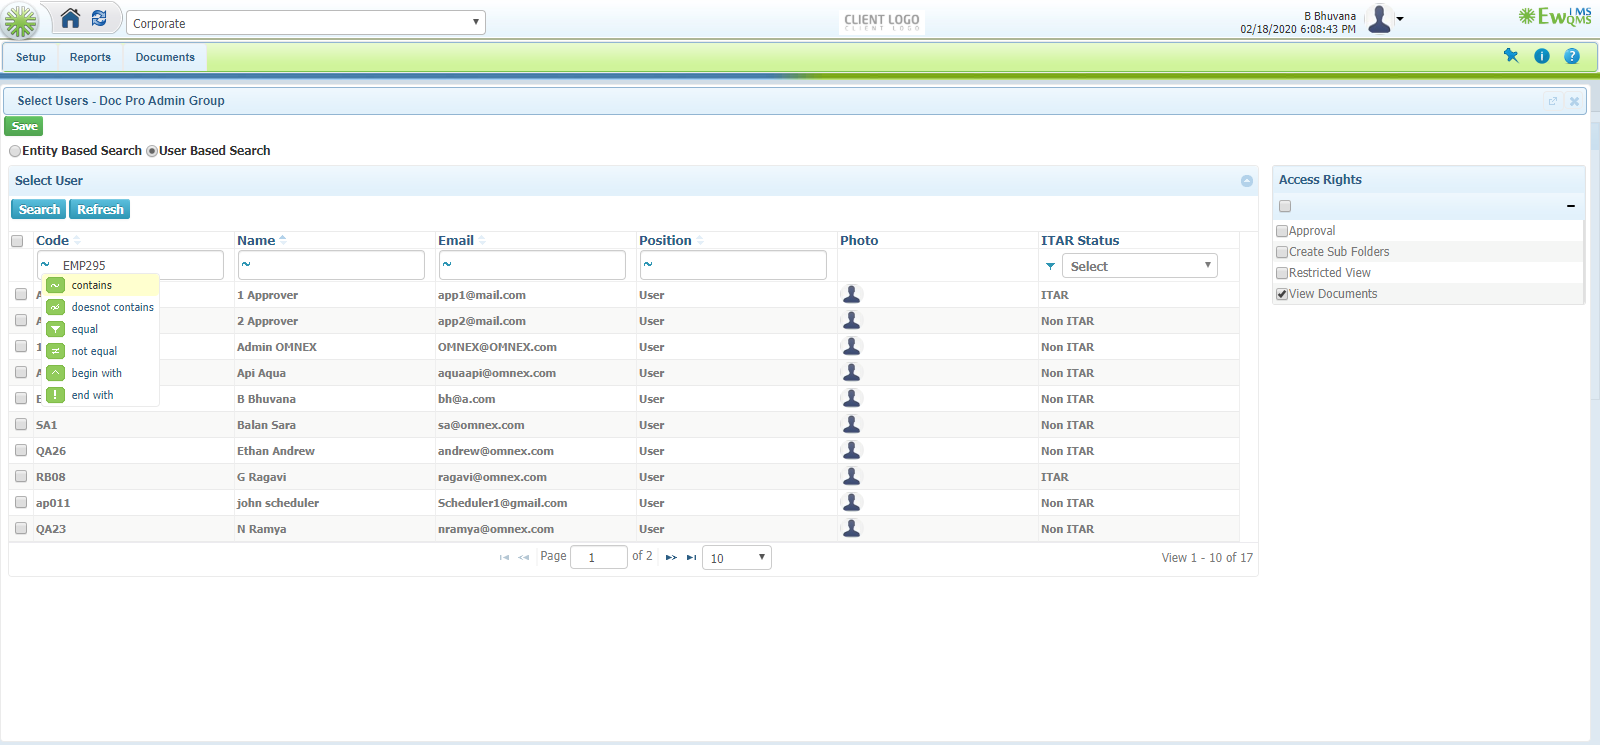 B Bhuvana
Corporate
CLIENT LOGO
CLIENT LOGO
02/18/2020 6:08:43 PM
EwQMS
IMS
Setup Reports Documents
Select Users - Doc Pro Admin Group
Save
Entity Based Search User Based Search
Select User
Access Rights
Search Refresh
Code Name Email Position Photo ITAR Status
EMP295 Select
contains
doesnot contains
equal
not equal
begin with
end with
1 Approver app1@mail.com User ITAR
2 Approver app2@mail.com User Non ITAR
1 Admin OMNEX OMNEX@OMNEX.com User Non ITAR
Api Aqua aquaapi@omnex.com User Non ITAR
B Bhuvana bh@a.com User Non ITAR
SA1 Balan Sara sa@omnex.com User Non ITAR
QA26 Ethan Andrew andrew@omnex.com User Non ITAR
RB08 G Ragavi ragavi@omnex.com User ITAR
ap011 john scheduler Scheduler1@gmail.com User Non ITAR
QA23 N Ramya nramya@omnex.com User Non ITAR
Page 1 of 2 10 View 1 - 10 of 17
Approval
Create Sub Folders
Restricted View
View Documents